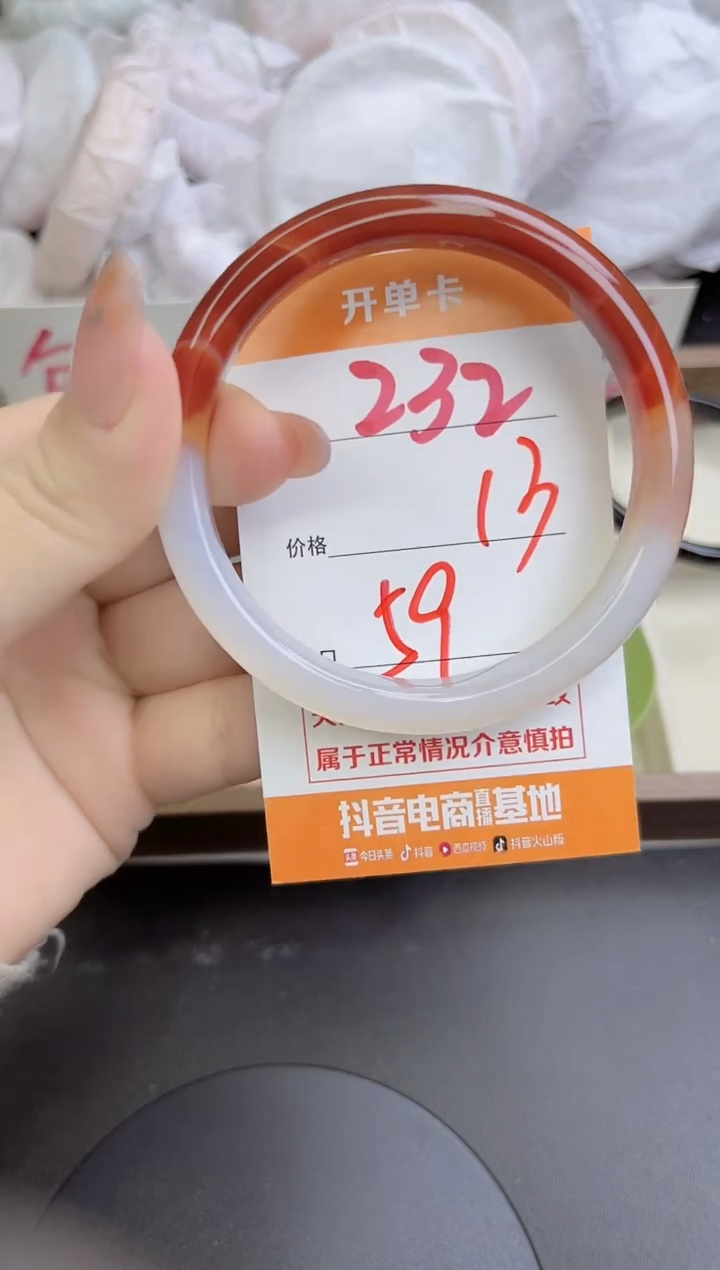 开单卡
232
价格 13
59
属于正常情况介意慎拍
抖音电商直播基地
今日头条 抖音 西瓜视频 抖音火山版